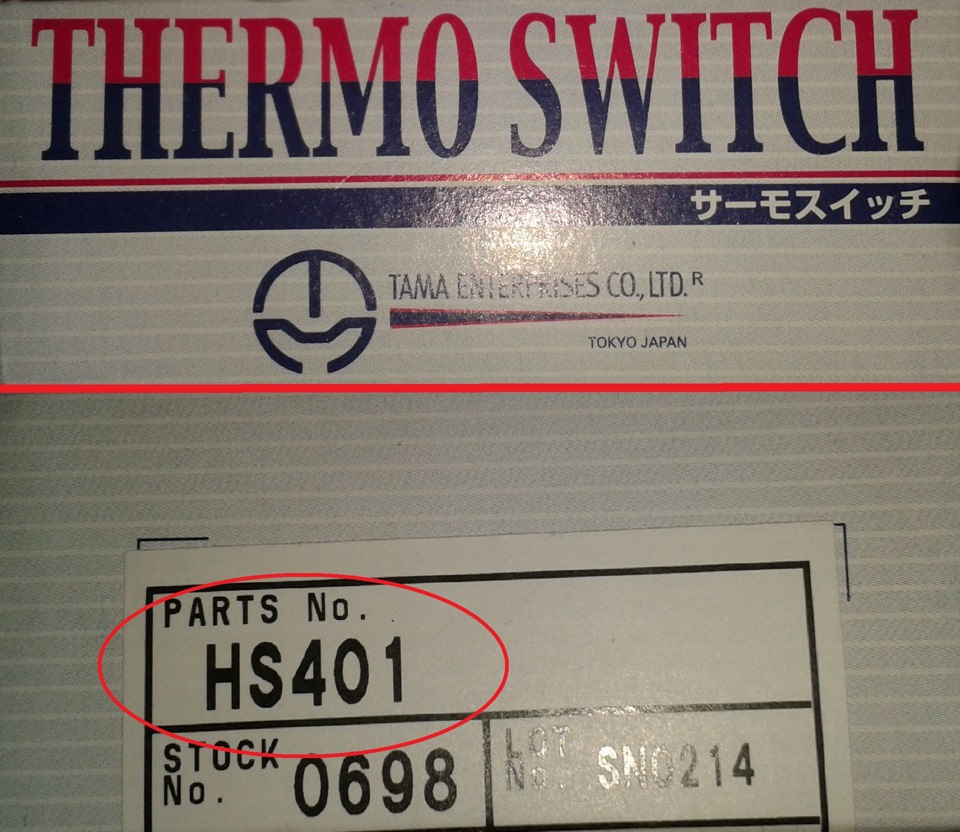 THERMO SWITCH
サーモスイッチ
TAMA ENTERPRISES CO., LTD. R
TOKYO JAPAN
PARTS No.
HS401
STOCK No. 0698
LOT No. SN0214